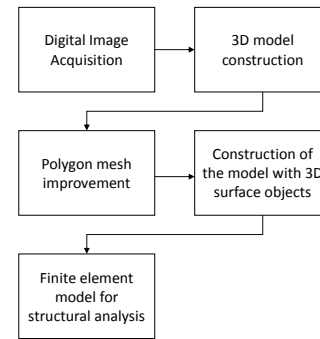 Digital Image
Acquisition
3D model
construction
Polygon mesh
improvement
Construction of
the model with 3D
surface objects
Finite element
model for
structural analysis